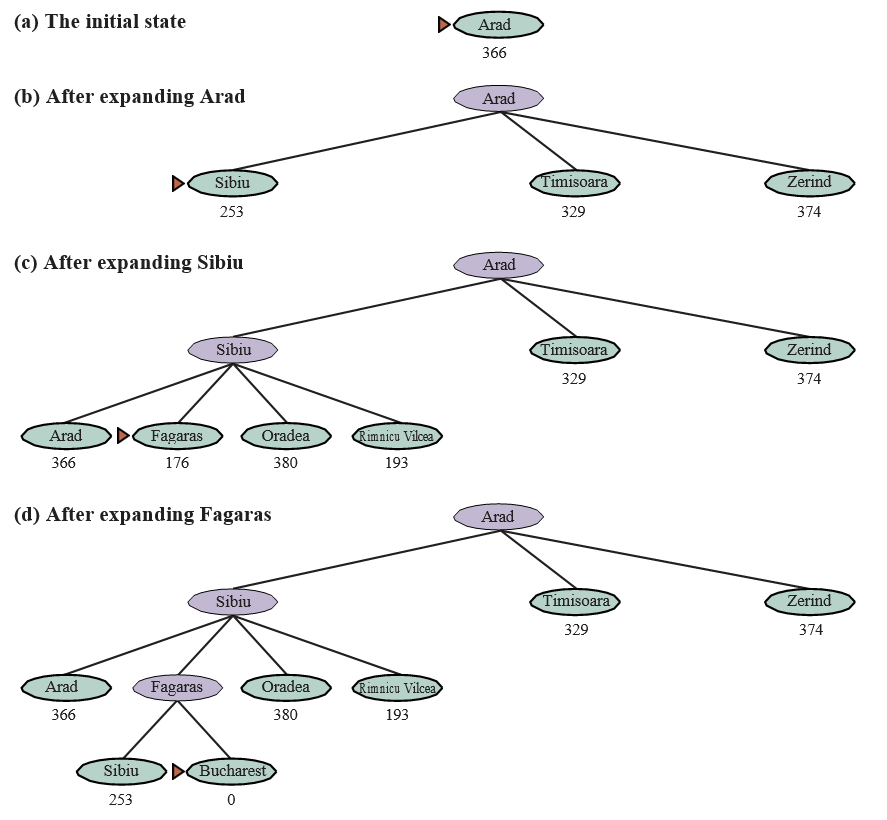 (a) The initial state
Arad
366
(b) After expanding Arad
Arad
Sibiu Timisoara Zerind
253 329 374
(c) After expanding Sibiu
Arad
Sibiu Timisoara Zerind
329 374
Arad Fagaras Oradea Rimnicu Vilcea
366 176 380 193
(d) After expanding Fagaras
Arad
Sibiu Timisoara Zerind
329 374
Arad Fagaras Oradea Rimnicu Vilcea
366 380 193
Sibiu Bucharest
253 0